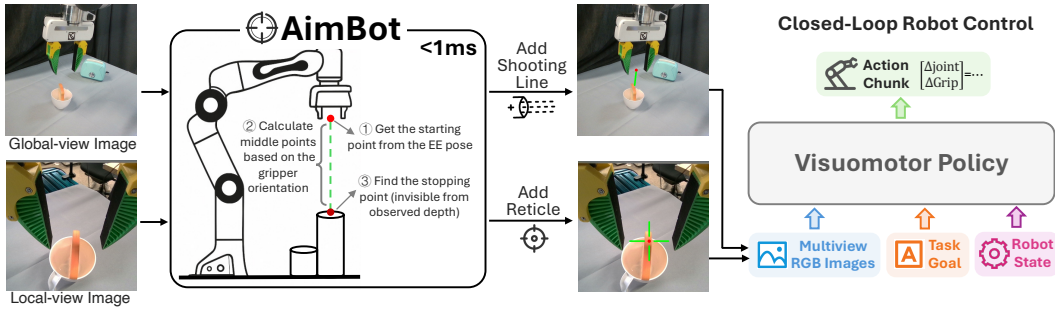 AimBot
<1ms
① Get the starting
point from the EE pose
② Calculate
middle points
based on the
gripper
orientation
③ Find the stopping
point (invisible from
observed depth)
Global-view Image
Local-view Image
Add
Shooting
Line
+
Add
Reticle
Closed-Loop Robot Control
Action
Chunk
[Δjoint
ΔGrip]=...
Visuomotor Policy
Multiview
RGB Images
A
Task
Goal
Robot
State